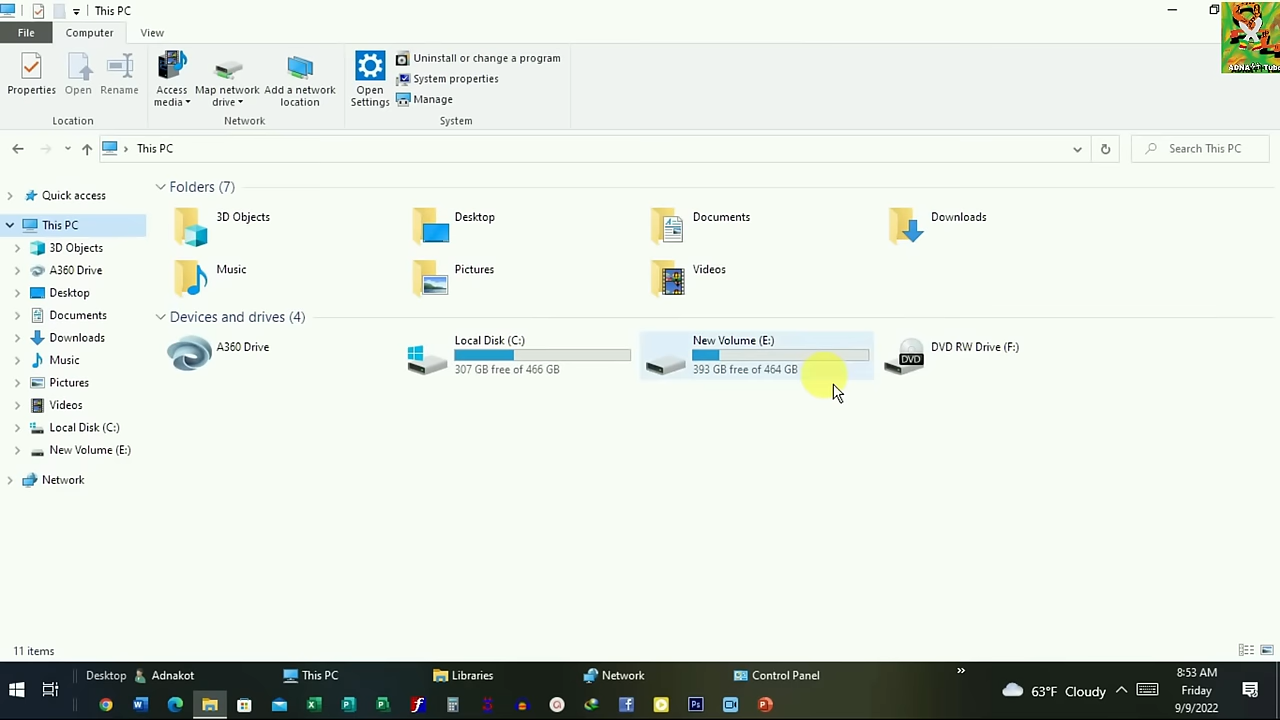 This PC
File
Computer
View
Properties
Open
Rename
Access media
Map network drive
Add a network location
Open Settings
Uninstall or change a program
System properties
Manage
Location
Network
System
This PC
Search This PC
Quick access
This PC
3D Objects
A360 Drive
Desktop
Documents
Downloads
Music
Pictures
Videos
Local Disk (C:)
New Volume (E:)
Network
Folders (7)
3D Objects
Desktop
Documents
Downloads
Music
Pictures
Videos
Devices and drives (4)
A360 Drive
Local Disk (C:)
307 GB free of 466 GB
New Volume (E:)
393 GB free of 464 GB
DVD
DVD RW Drive (F:)
11 items
Desktop
Adnakot
This PC
Libraries
Network
Control Panel
63°F Cloudy
8:53 AM
Friday
9/9/2022